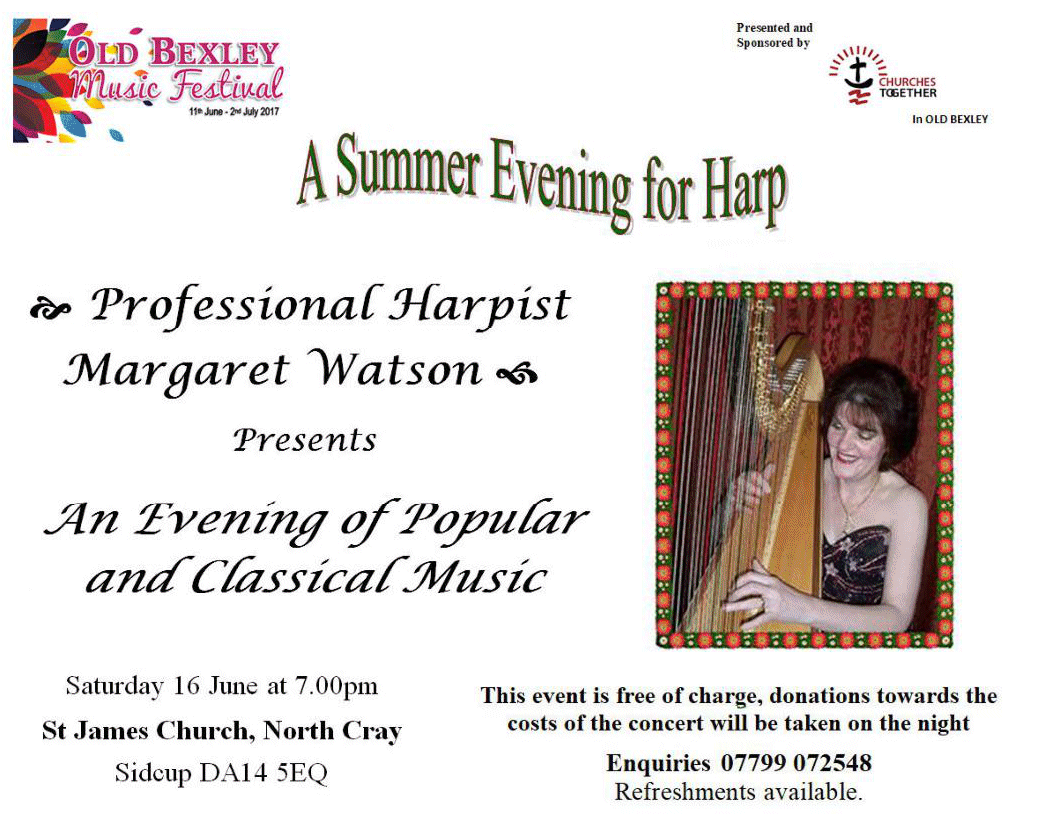 OLD BEXLEY
Music Festival
11th June - 2nd July 2017
Presented and
Sponsored by
CHURCHES
TOGETHER
In OLD BEXLEY
A Summer Evening for Harp
Professional Harpist
Margaret Watson
Presents
An Evening of Popular
and Classical Music
Saturday 16 June at 7.00pm
St James Church, North Cray
Sidcup DA14 5EQ
This event is free of charge, donations towards the
costs of the concert will be taken on the night
Enquiries 07799 072548
Refreshments available.